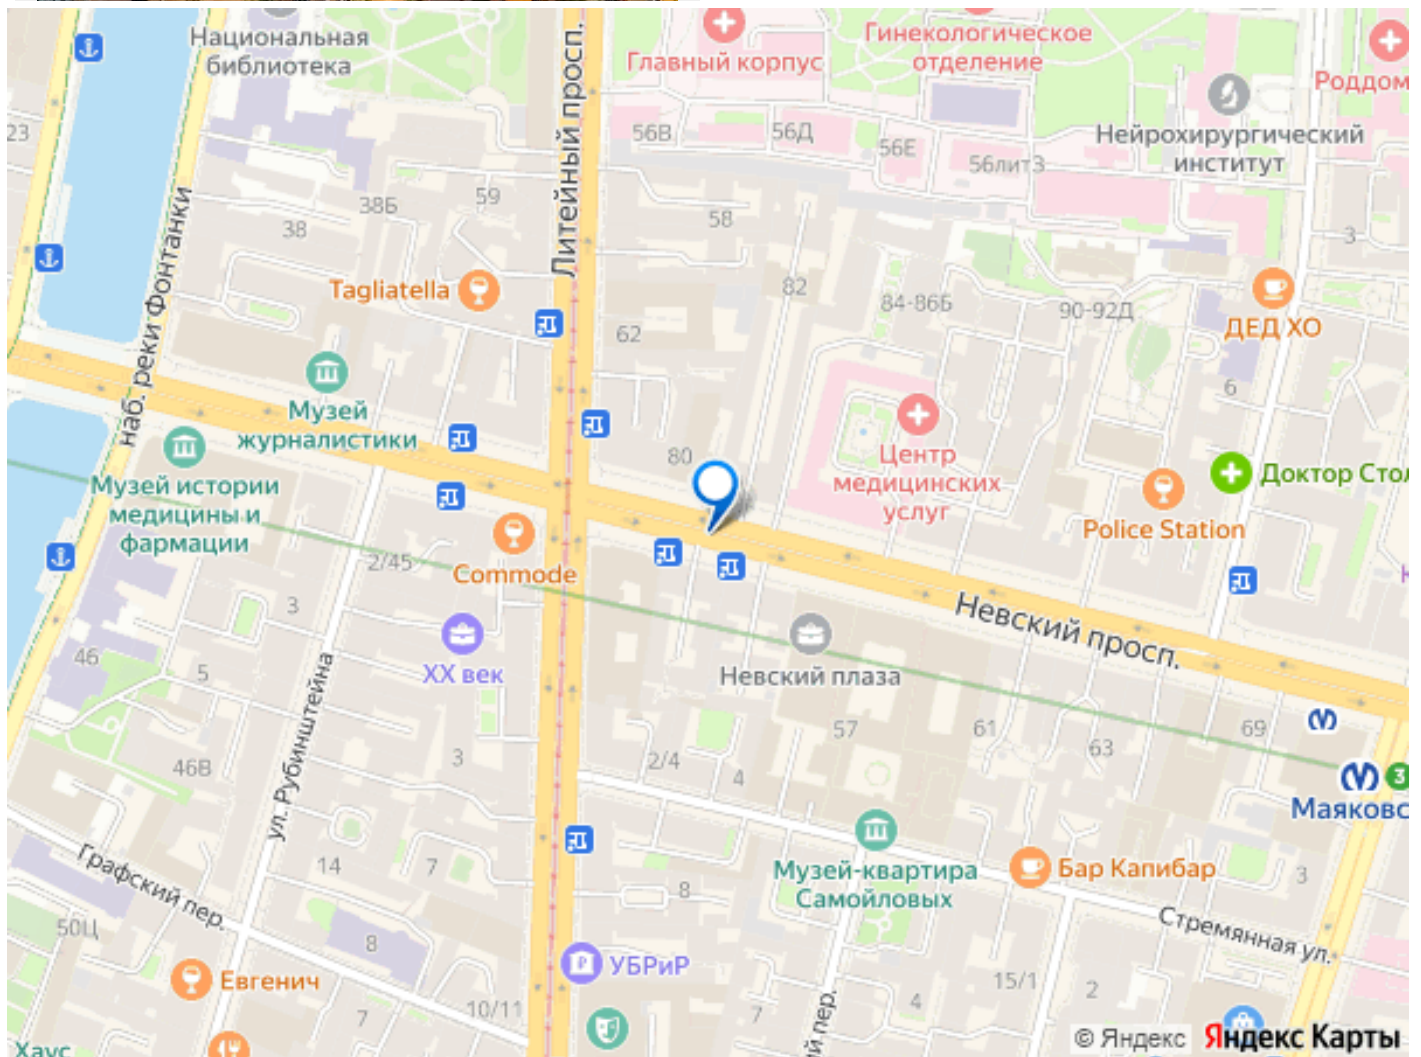 Национальная
библиотека
Литейный просп.
Главный корпус
Гинекологическое
отделение
Роддом
Нейрохирургический
институт
23
56В
56Д
56Е
56лит3
59
38Б
38
58
3
наб. реки Фонтанки
Tagliatella
82
84-86Б
90-92Д
ДЕД ХО
62
6
Музей
журналистики
80
Центр
медицинских
услуг
Доктор Стол
Музей истории
медицины и
фармации
Police Station
2/45
Commode
3
Невский просп.
46
5
ул. Рубинштейна
XX век
Невский плаза
57
61
63
69
46В
3
2/4
4
3
Маяковс
Графский пер.
14
7
Музей-квартира
Самойловых
Бар Капибар
3
8
50Ц
8
Стремянная ул.
Евгенич
УБРиР
10/11
7
7
4
15/1
2
ий пер.
Хаус
© Яндекс Яндекс Карты